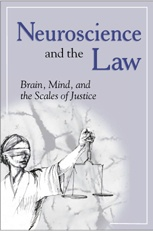 Neuroscience
and the
Law
Brain, Mind, and
the Scales of Justice